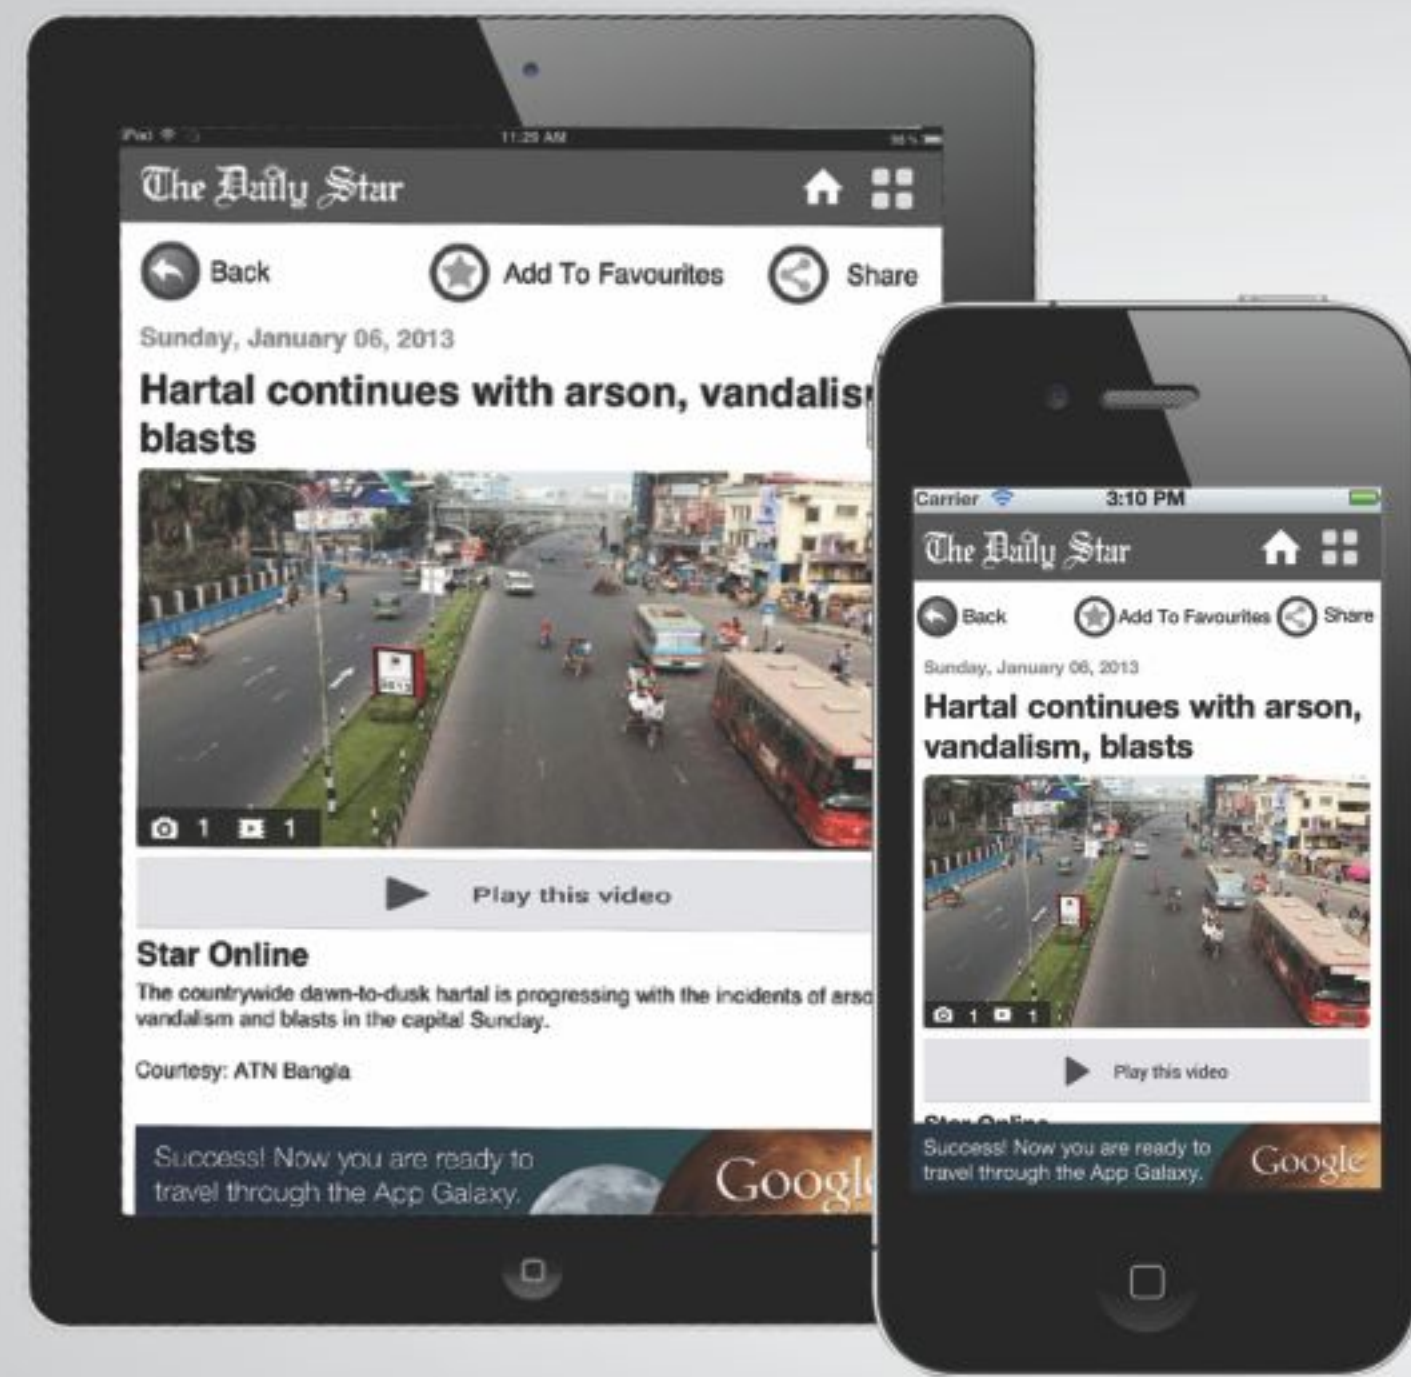 iPad 11:29 AM
The Daily Star
Back Add To Favourites Share
Sunday, January 06, 2013
Hartal continues with arson,
blasts
1 1
Play this video
Star Online
The countrywide dawn-to-dusk hartal is progressing with the incidents of
vandalism and blasts in the capital Sunday.
Courtesy: ATN Bangla
Success! Now you are ready to
travel through the App Galaxy.
Carrier 3:10 PM
The Daily Star
Back Add To Favourites Share
Sunday, January 06, 2013
Hartal continues with arson,
vandalism, blasts
1 1
Play this video
Star Online
Success! Now you are ready to
travel through the App Galaxy.
Google